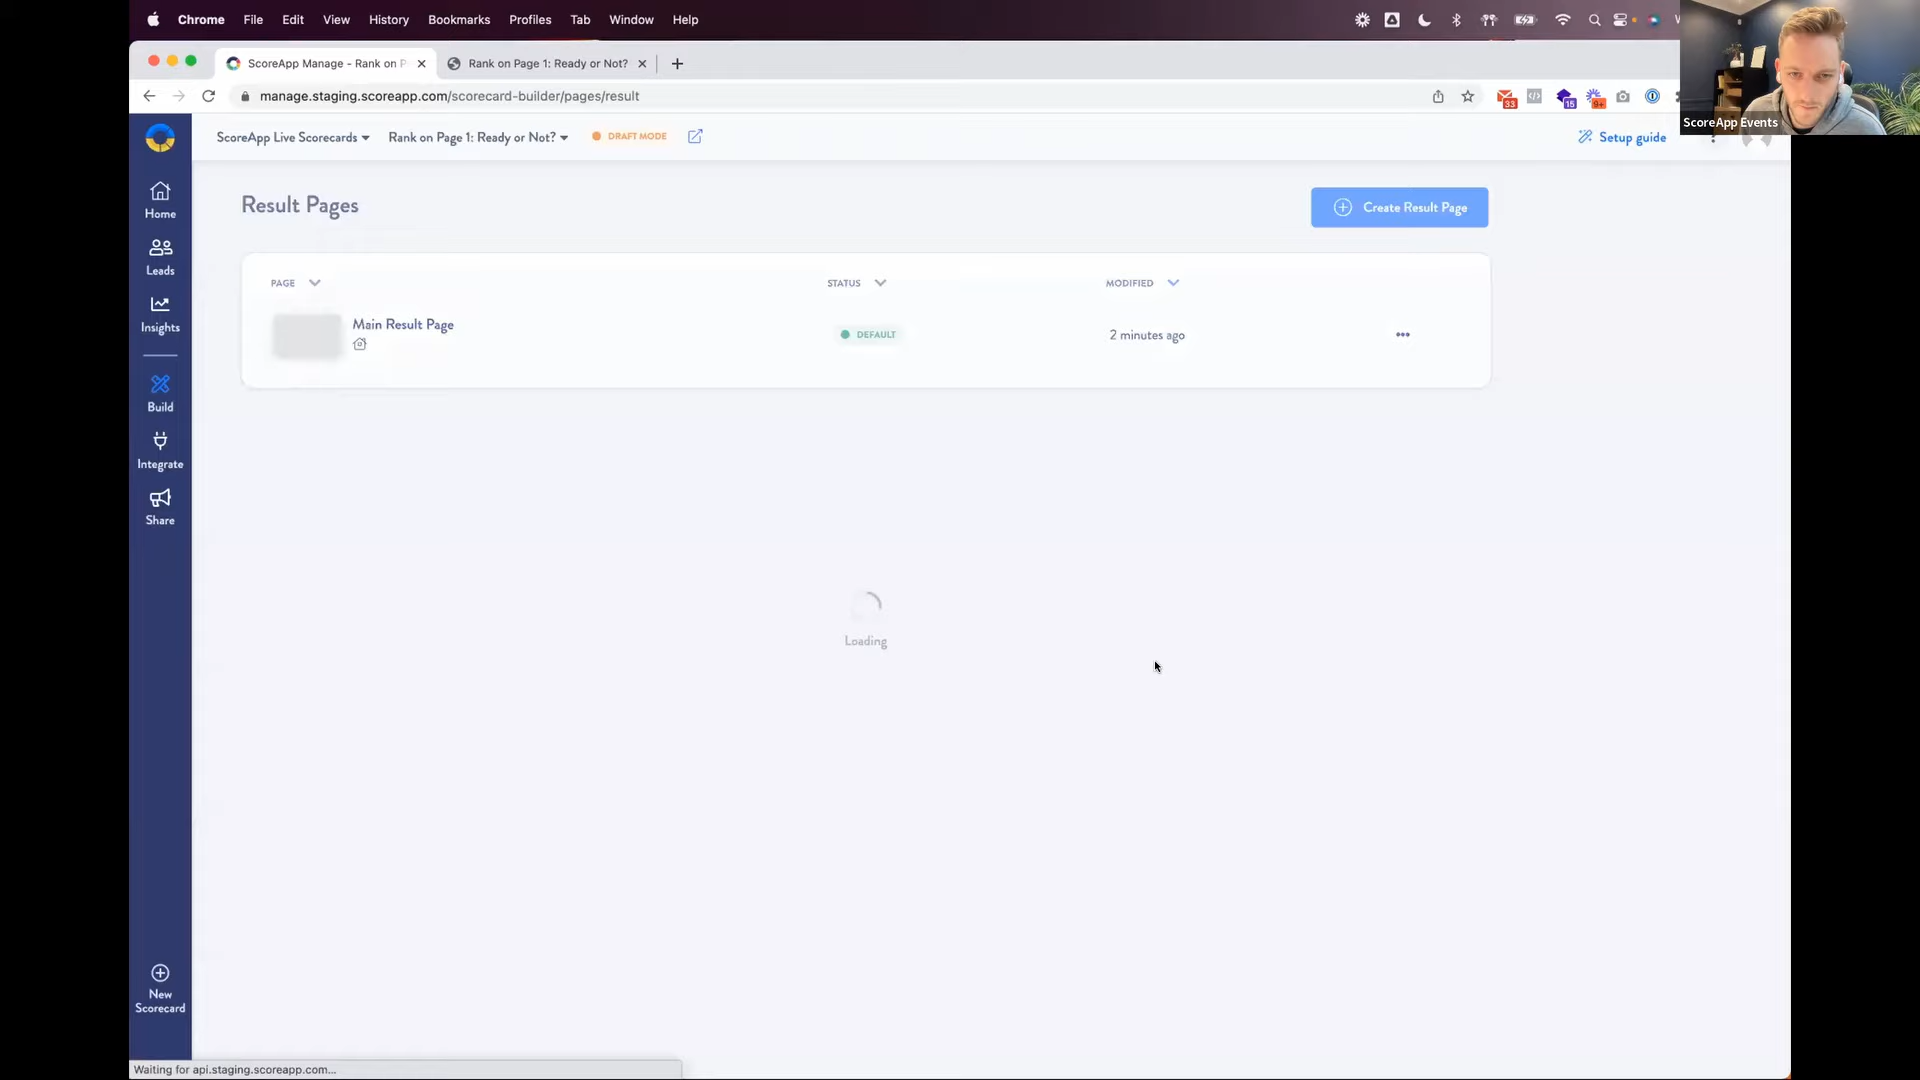 Chrome File Edit View History Bookmarks Profiles Tab Window Help
ScoreApp Manage - Rank on P
Rank on Page 1: Ready or Not?
manage.staging.scoreapp.com/scorecard-builder/pages/result
33
15
9+
ScoreApp Events
ScoreApp Live Scorecards
Rank on Page 1: Ready or Not?
DRAFT MODE
Setup guide
Home
Leads
Insights
Build
Integrate
Share
New
Scorecard
Result Pages
Create Result Page
PAGE STATUS MODIFIED
Main Result Page
DEFAULT
2 minutes ago
Loading
Waiting for api.staging.scoreapp.com...